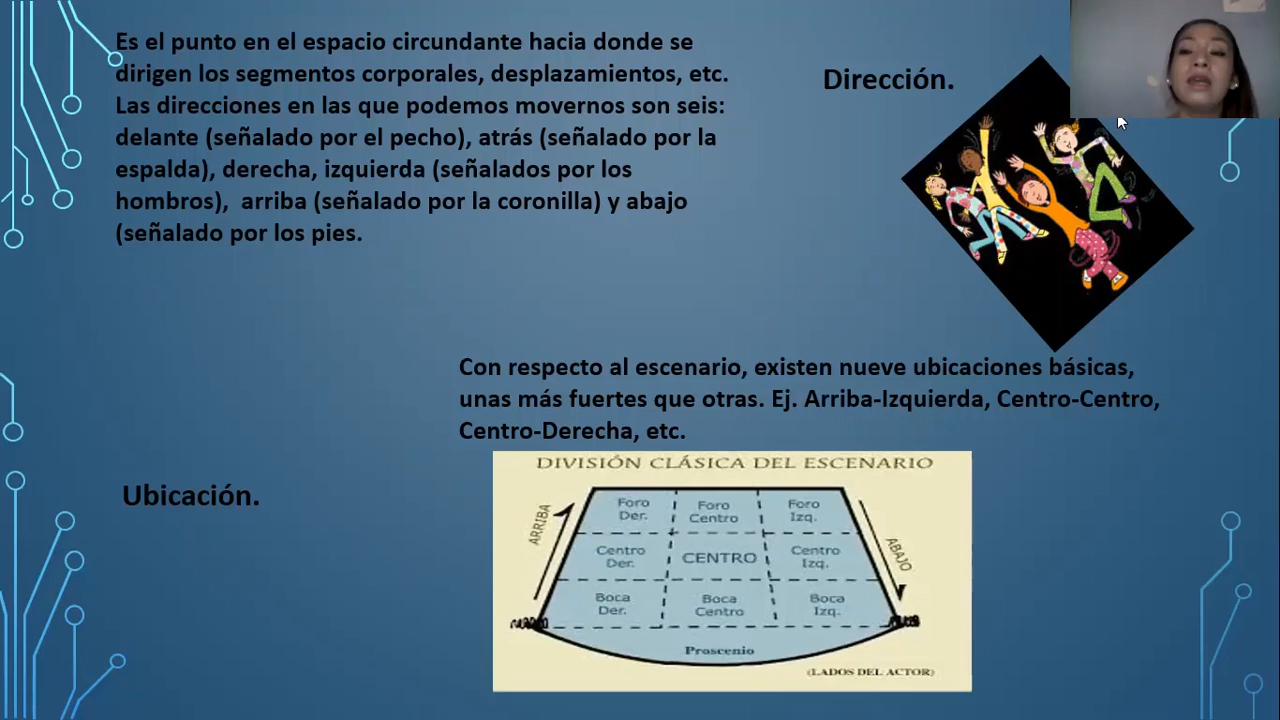 Es el punto en el espacio circundante hacia donde se
dirigen los segmentos corporales, desplazamientos, etc.
Las direcciones en las que podemos movernos son seis:
delante (señalado por el pecho), atrás (señalado por la
espalda), derecha, izquierda (señalados por los
hombros), arriba (señalado por la coronilla) y abajo
(señalado por los pies.
Dirección.
Con respecto al escenario, existen nueve ubicaciones básicas,
unas más fuertes que otras. Ej. Arriba-Izquierda, Centro-Centro,
Centro-Derecha, etc.
Ubicación.
DIVISIÓN CLÁSICA DEL ESCENARIO
ARRIBA
Foro
Der.
Foro
Centro
Foro
Izq.
ABAJO
Centro
Der.
CENTRO
Centro
Izq.
Boca
Der.
Boca
Centro
Boca
Izq.
Proscenio
(LADOS DEL ACTOR)